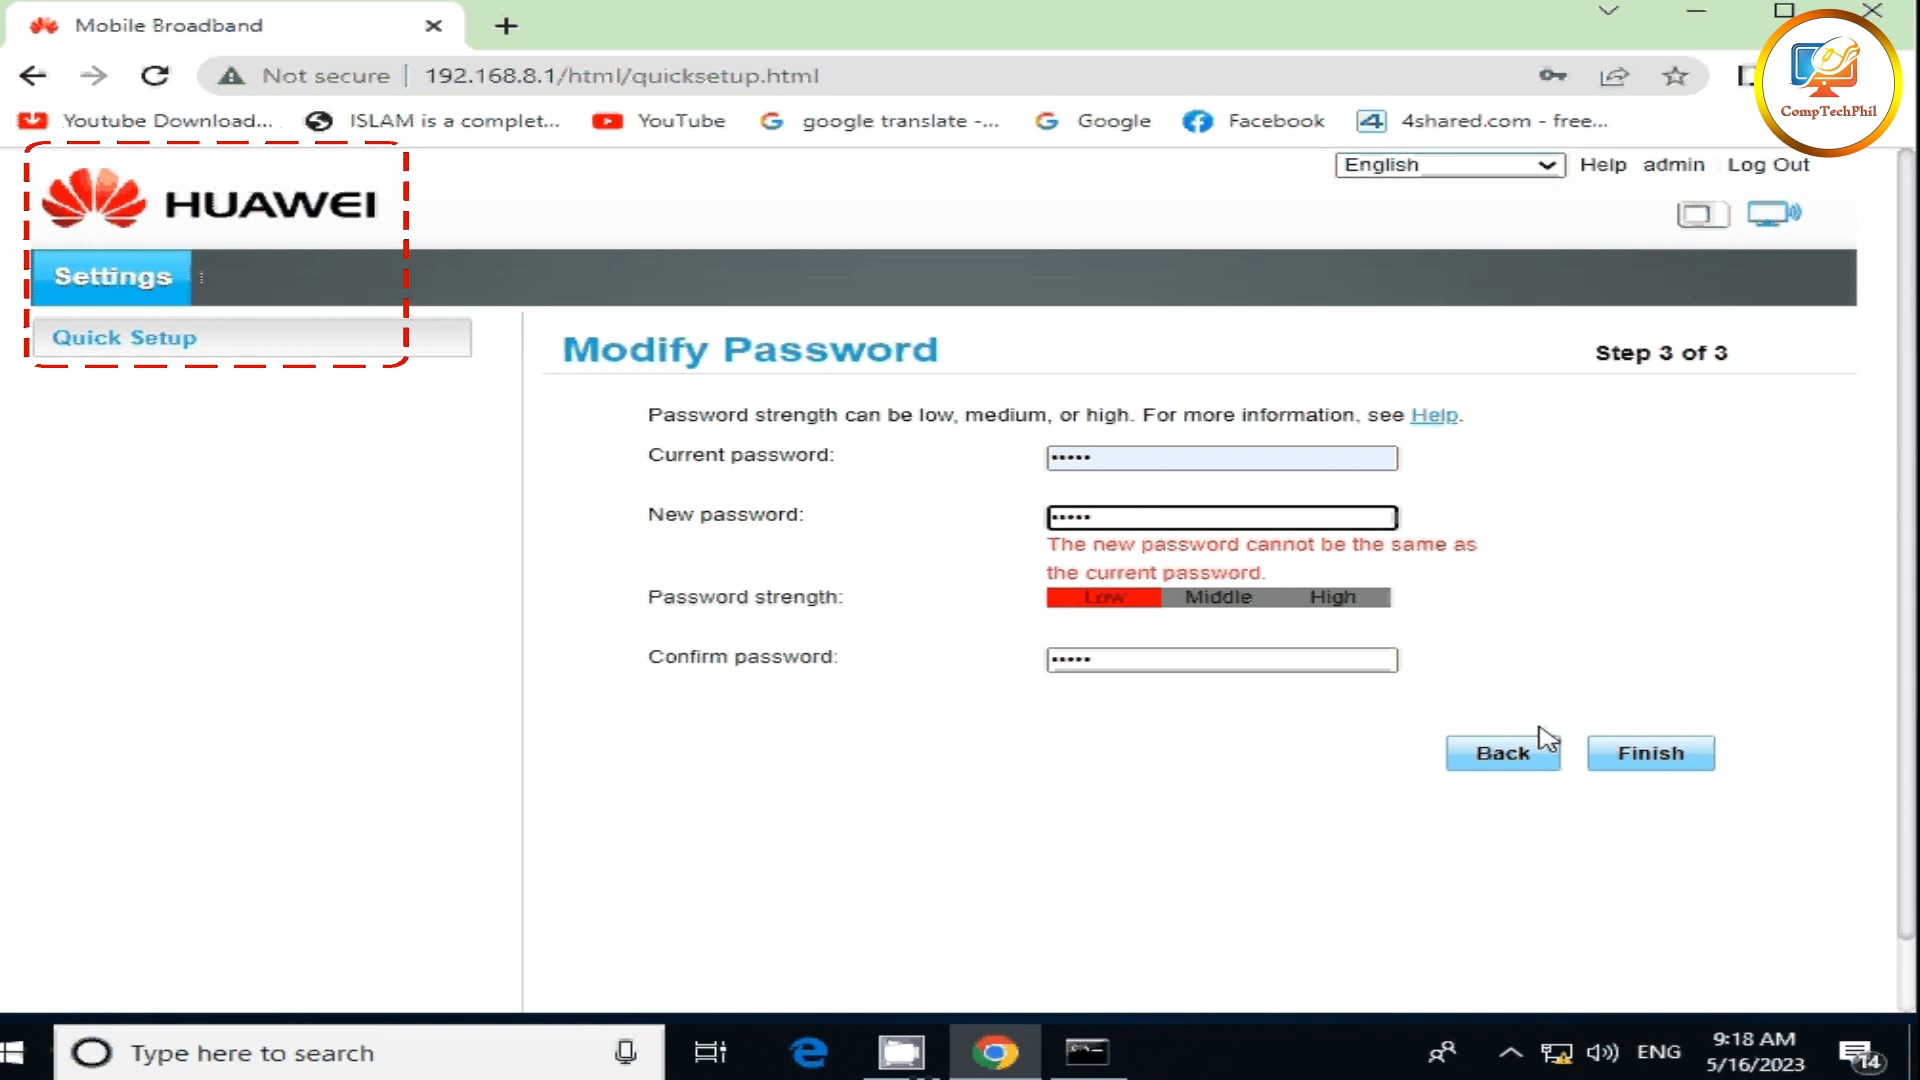 Mobile Broadband
Not secure | 192.168.8.1/html/quicksetup.html
Youtube Download... ISLAM is a complet... YouTube google translate -... Google Facebook 4shared.com - free...
CompTechPhil
English Help admin Log Out
HUAWEI
Settings
Quick Setup
Modify Password Step 3 of 3
Password strength can be low, medium, or high. For more information, see Help.
Current password: •••••
New password: •••••
The new password cannot be the same as
the current password.
Password strength: Low Middle High
Confirm password: •••••
Back Finish
Type here to search
ENG
9:18 AM
5/16/2023
14